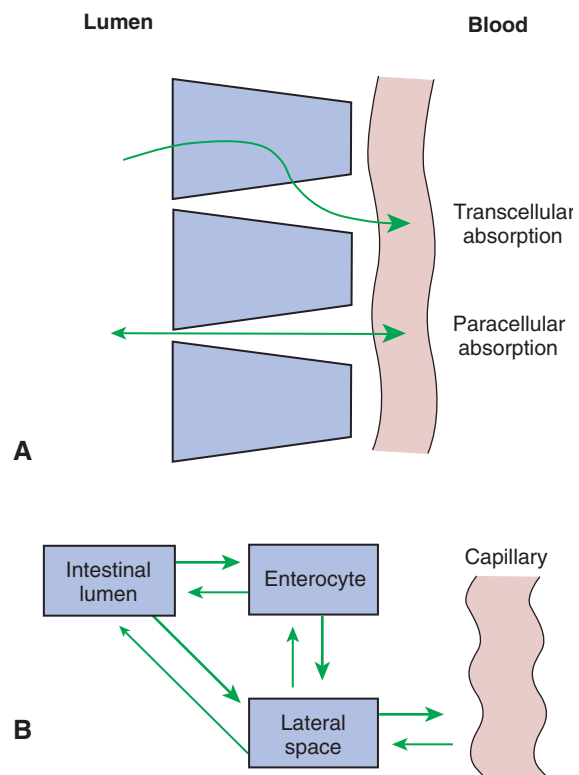 Lumen
Blood
Transcellular
absorption
Paracellular
absorption
A
Capillary
Intestinal
lumen
Enterocyte
Lateral
space
B